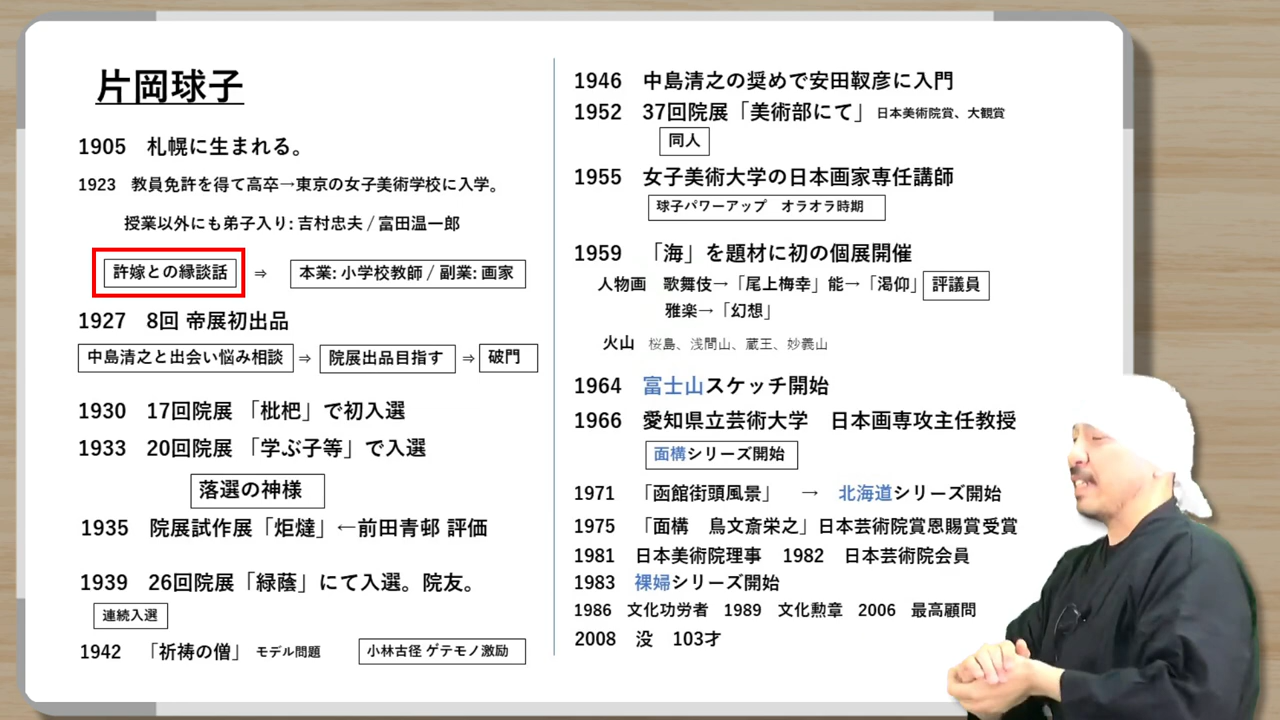 片岡球子
1905 札幌に生まれる。
1923 教員免許を得て高卒→東京の女子美術学校に入学。
授業以外にも弟子入り: 吉村忠夫 / 富田温一郎
許嫁との縁談話 ⇒ 本業: 小学校教師 / 副業: 画家
1927 8回 帝展初出品
中島清之と出会い悩み相談 ⇒ 院展出品目指す ⇒ 破門
1930 17回院展 「枇杷」で初入選
1933 20回院展 「学ぶ子等」で入選
落選の神様
1935 院展試作展「炬燵」←前田青邨 評価
1939 26回院展「緑蔭」にて入選。院友。
連続入選
1942 「祈祷の僧」 モデル問題 小林古径 ゲテモノ激励
1946 中島清之の奨めで安田靫彦に入門
1952 37回院展「美術部にて」 日本美術院賞、大観賞
同人
1955 女子美術大学の日本画家専任講師
球子パワーアップ オラオラ時期
1959 「海」を題材に初の個展開催
人物画 歌舞伎→「尾上梅幸」能→「渇仰」 評議員
雅楽→「幻想」
火山 桜島、浅間山、蔵王、妙義山
1964 富士山スケッチ開始
1966 愛知県立芸術大学 日本画専攻主任教授
面構シリーズ開始
1971 「函館街頭風景」 → 北海道シリーズ開始
1975 「面構 鳥文斎栄之」日本芸術院賞恩賜賞受賞
1981 日本美術院理事 1982 日本芸術院会員
1983 裸婦シリーズ開始
1986 文化功労者 1989 文化勲章 2006 最高顧問
2008 没 103才